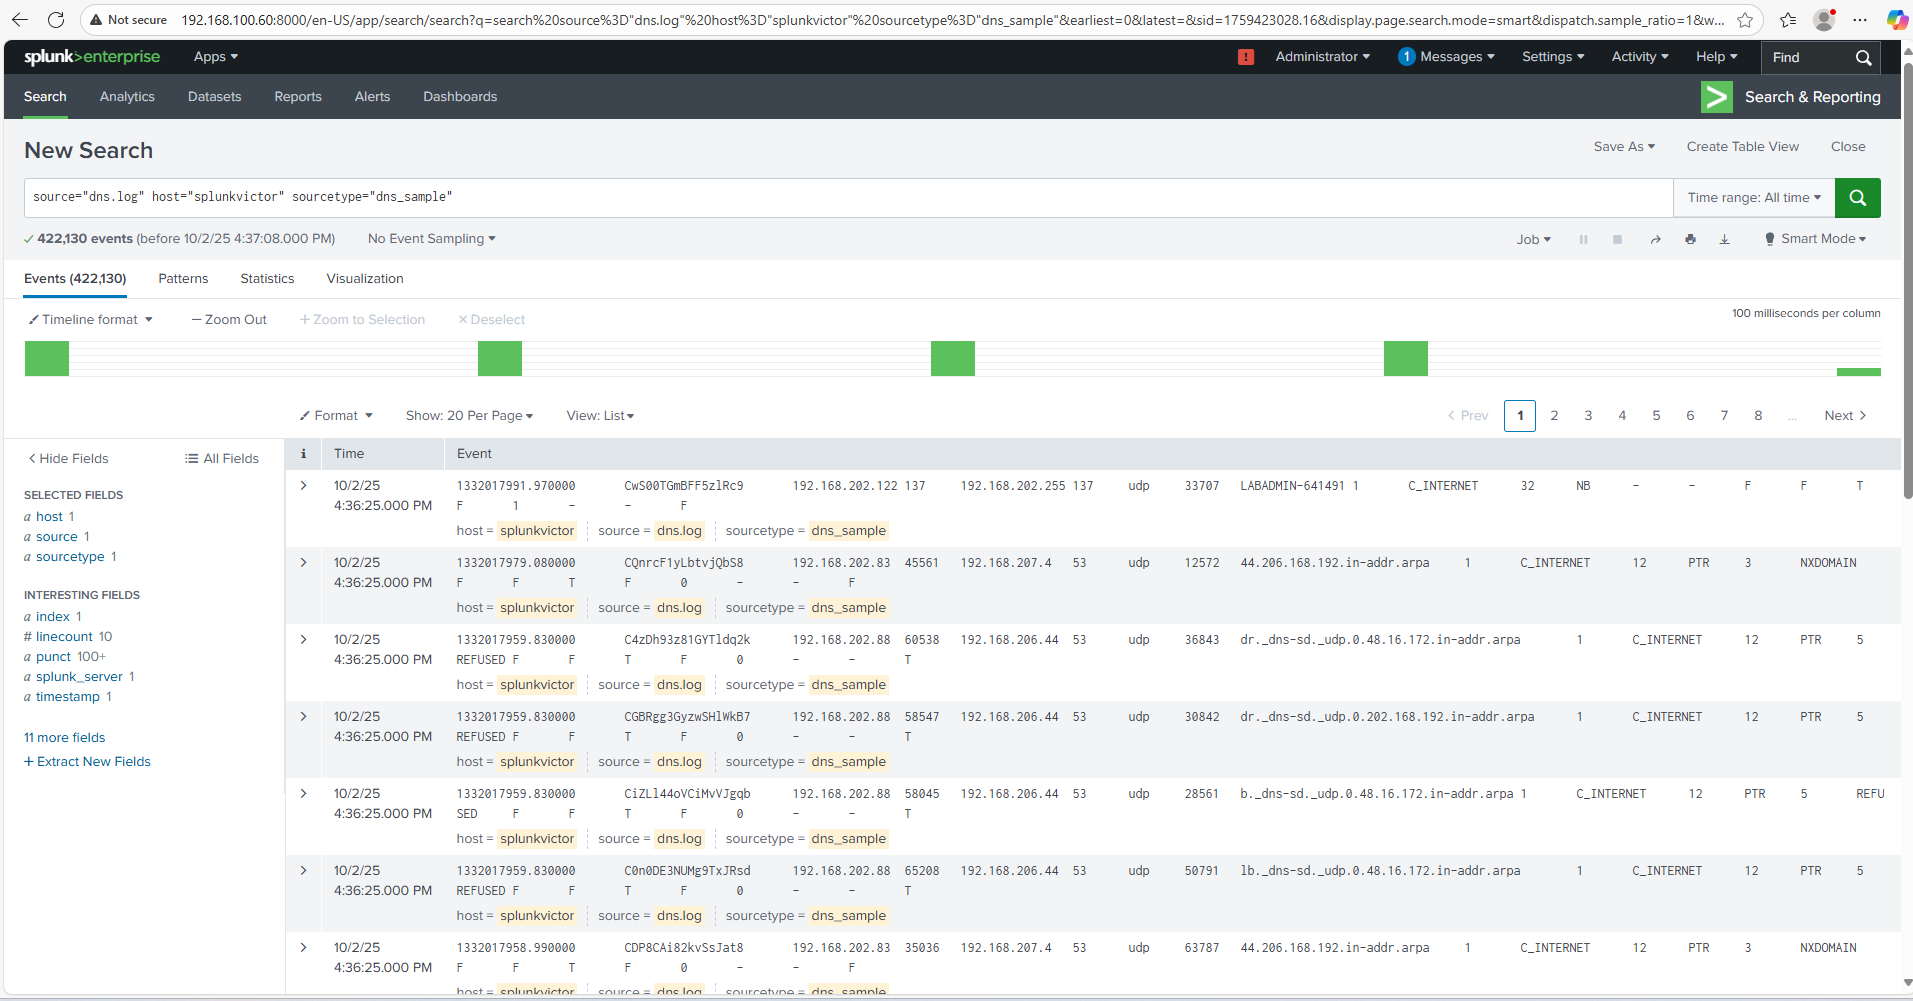 Not secure 192.168.100.60:8000/en-US/app/search/search?q=search%20source%3D"dns.log"%20host%3D"splunkvictor"%20sourcetype%3D"dns_sample"&earliest=0&latest=&sid=1759423028.16&display.page.search.mode=smart&dispatch.sample_ratio=1&w...
splunk>enterprise Apps ! Administrator 1 Messages Settings Activity Help Find
Search Analytics Datasets Reports Alerts Dashboards > Search & Reporting
New Search Save As Create Table View Close
source="dns.log" host="splunkvictor" sourcetype="dns_sample" Time range: All time
422,130 events (before 10/2/25 4:37:08.000 PM) No Event Sampling Job Smart Mode
Events (422,130) Patterns Statistics Visualization
Timeline format — Zoom Out + Zoom to Selection × Deselect 100 milliseconds per column
Format Show: 20 Per Page View: List < Prev 1 2 3 4 5 6 7 8 ... Next >
< Hide Fields All Fields
SELECTED FIELDS
a host 1
a source 1
a sourcetype 1
INTERESTING FIELDS
a index 1
# linecount 10
a punct 100+
a splunk_server 1
a timestamp 1
11 more fields
+ Extract New Fields
i Time Event
> 10/2/25 1332017991.970000 CwS00TGmBFF5zlRc9 192.168.202.122 137 192.168.202.255 137 udp 33707 LABADMIN-641491 1 C_INTERNET 32 NB - - F F T
4:36:25.000 PM F 1 - - F
host = splunkvictor source = dns.log sourcetype = dns_sample
> 10/2/25 1332017979.080000 CQnrcF1yLbtvjQbS8 192.168.202.83 45561 192.168.207.4 53 udp 12572 44.206.168.192.in-addr.arpa 1 C_INTERNET 12 PTR 3 NXDOMAIN
4:36:25.000 PM F F T F 0 - - F
host = splunkvictor source = dns.log sourcetype = dns_sample
> 10/2/25 1332017959.830000 C4zDh93z81GYTldq2k 192.168.202.88 60538 192.168.206.44 53 udp 36843 dr._dns-sd._udp.0.48.16.172.in-addr.arpa 1 C_INTERNET 12 PTR 5
4:36:25.000 PM REFUSED F F T F 0 - - T
host = splunkvictor source = dns.log sourcetype = dns_sample
> 10/2/25 1332017959.830000 CGBRgg3GyzwSHlWkB7 192.168.202.88 58547 192.168.206.44 53 udp 30842 dr._dns-sd._udp.0.202.168.192.in-addr.arpa 1 C_INTERNET 12 PTR 5
4:36:25.000 PM REFUSED F F T F 0 - - T
host = splunkvictor source = dns.log sourcetype = dns_sample
> 10/2/25 1332017959.830000 CiZLl44oVCiMvVJgqb 192.168.202.88 58045 192.168.206.44 53 udp 28561 b._dns-sd._udp.0.48.16.172.in-addr.arpa 1 C_INTERNET 12 PTR 5 REFU
4:36:25.000 PM SED F F T F 0 - - T
host = splunkvictor source = dns.log sourcetype = dns_sample
> 10/2/25 1332017959.830000 C0n0DE3NUMg9TxJRsd 192.168.202.88 65208 192.168.206.44 53 udp 50791 lb._dns-sd._udp.0.48.16.172.in-addr.arpa 1 C_INTERNET 12 PTR 5
4:36:25.000 PM REFUSED F F T F 0 - - T
host = splunkvictor source = dns.log sourcetype = dns_sample
> 10/2/25 1332017958.990000 CDP8CAi82kvSsJat8 192.168.202.83 35036 192.168.207.4 53 udp 63787 44.206.168.192.in-addr.arpa 1 C_INTERNET 12 PTR 3 NXDOMAIN
4:36:25.000 PM F F T F 0 - - F
host = splunkvictor source = dns.log sourcetype = dns_sample